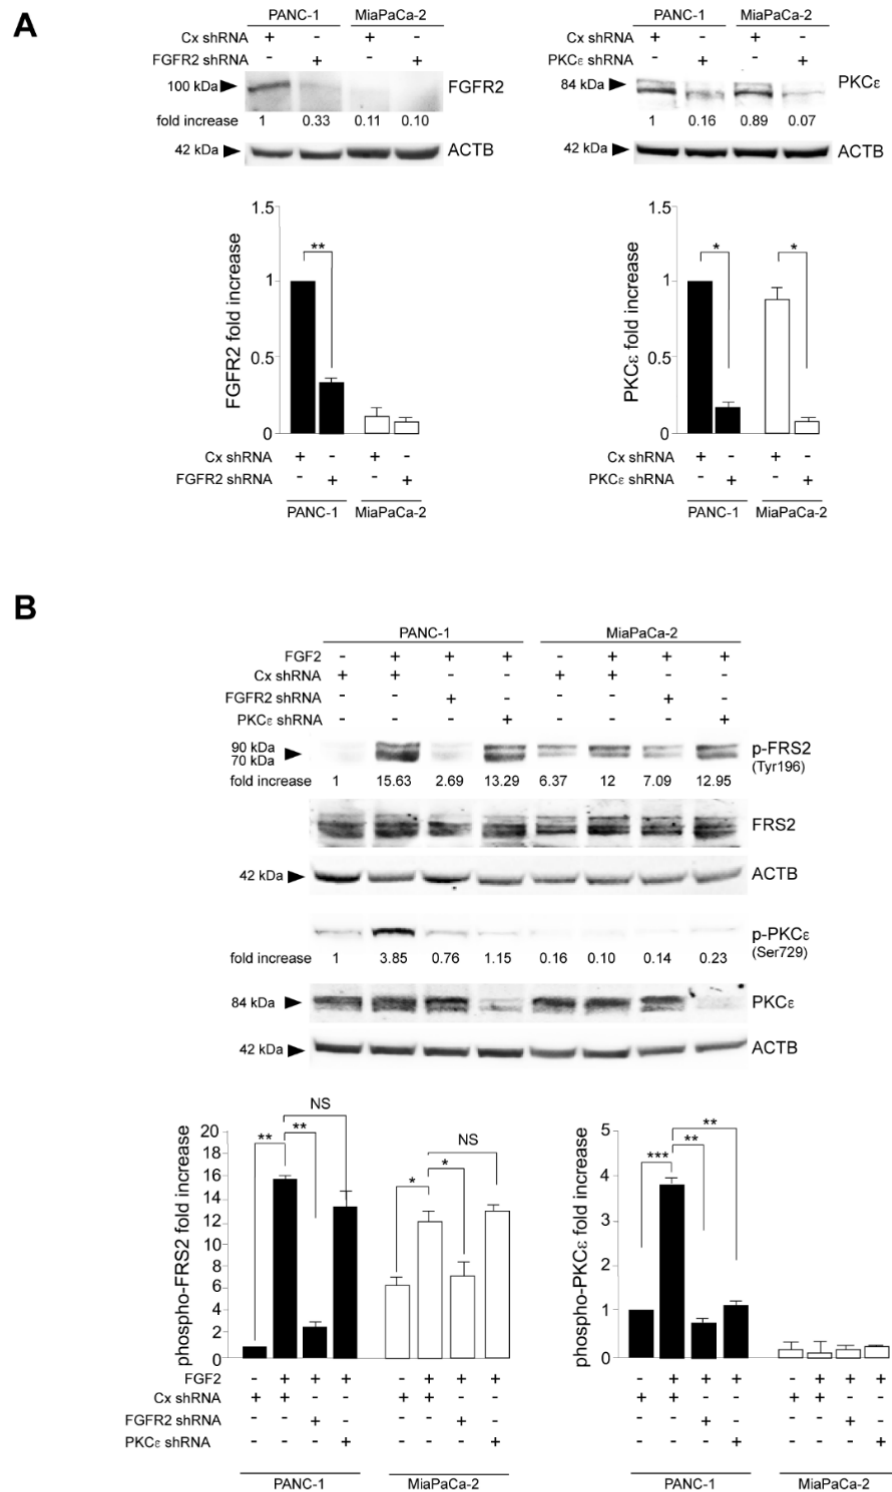 A
PANC-1 MiaPaCa-2
Cx shRNA + - + -
FGFR2 shRNA - + - +
100 kDa FGFR2
fold increase 1 0.33 0.11 0.10
42 kDa ACTB
PANC-1 MiaPaCa-2
Cx shRNA + - + -
PKCε shRNA - + - +
84 kDa PKCε
1 0.16 0.89 0.07
42 kDa ACTB
FGFR2 fold increase
1.5
1
0.5
0
**
Cx shRNA + - + -
FGFR2 shRNA - + - +
PANC-1 MiaPaCa-2
PKCε fold increase
1.5
1
0.5
0
* *
Cx shRNA + - + -
PKCε shRNA - + - +
PANC-1 MiaPaCa-2
B
PANC-1 MiaPaCa-2
FGF2 - + + + - + + +
Cx shRNA + + - - + + - -
FGFR2 shRNA - - + - - - + -
PKCε shRNA - - - + - - - +
90 kDa
70 kDa
p-FRS2
(Tyr196)
fold increase 1 15.63 2.69 13.29 6.37 12 7.09 12.95
FRS2
42 kDa ACTB
p-PKCε
(Ser729)
fold increase 1 3.85 0.76 1.15 0.16 0.10 0.14 0.23
84 kDa PKCε
42 kDa ACTB
phospho-FRS2 fold increase
20
18
16
14
12
10
8
6
4
2
0
NS
** **
NS
* *
FGF2 - + + + - + + +
Cx shRNA + + - - + + - -
FGFR2 shRNA - - + - - - + -
PKCε shRNA - - - + - - - +
PANC-1 MiaPaCa-2
phospho-PKCε fold increase
5
4
3
2
1
0
**
*** **
- + + + - + + +
+ + - - + + - -
- - + - - - + -
- - - + - - - +
PANC-1 MiaPaCa-2